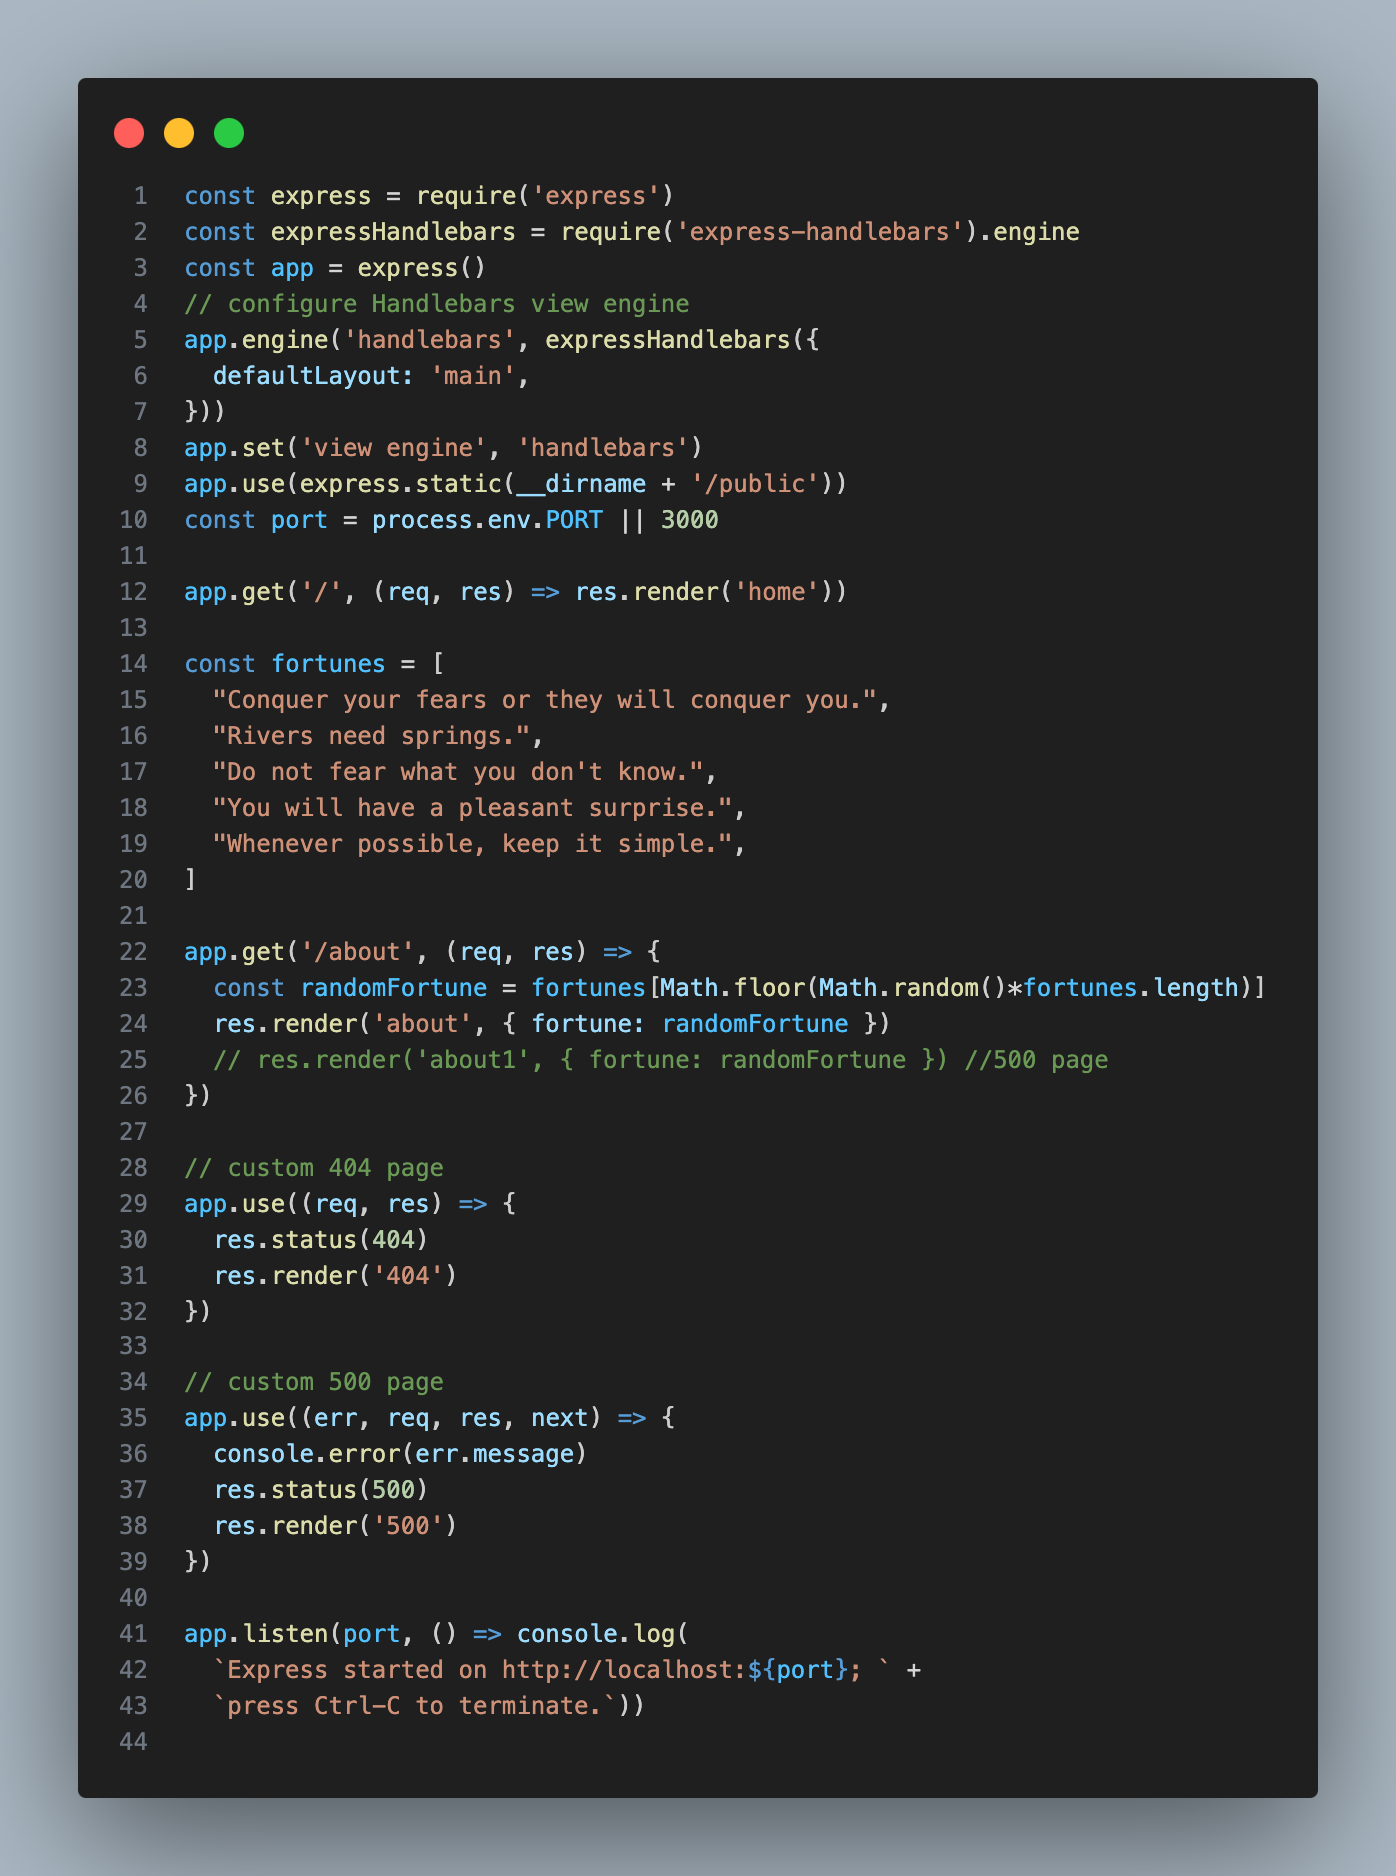 1 const express = require('express')
2 const expressHandlebars = require('express-handlebars').engine
3 const app = express()
4 // configure Handlebars view engine
5 app.engine('handlebars', expressHandlebars({
6   defaultLayout: 'main',
7 }))
8 app.set('view engine', 'handlebars')
9 app.use(express.static(__dirname + '/public'))
10 const port = process.env.PORT || 3000
11
12 app.get('/', (req, res) => res.render('home'))
13
14 const fortunes = [
15   "Conquer your fears or they will conquer you.",
16   "Rivers need springs.",
17   "Do not fear what you don't know.",
18   "You will have a pleasant surprise.",
19   "Whenever possible, keep it simple.",
20 ]
21
22 app.get('/about', (req, res) => {
23   const randomFortune = fortunes[Math.floor(Math.random()*fortunes.length)]
24   res.render('about', { fortune: randomFortune })
25   // res.render('about1', { fortune: randomFortune }) //500 page
26 })
27
28 // custom 404 page
29 app.use((req, res) => {
30   res.status(404)
31   res.render('404')
32 })
33
34 // custom 500 page
35 app.use((err, req, res, next) => {
36   console.error(err.message)
37   res.status(500)
38   res.render('500')
39 })
40
41 app.listen(port, () => console.log(
42   `Express started on http://localhost:${port}; ` +
43   `press Ctrl-C to terminate.`))
44